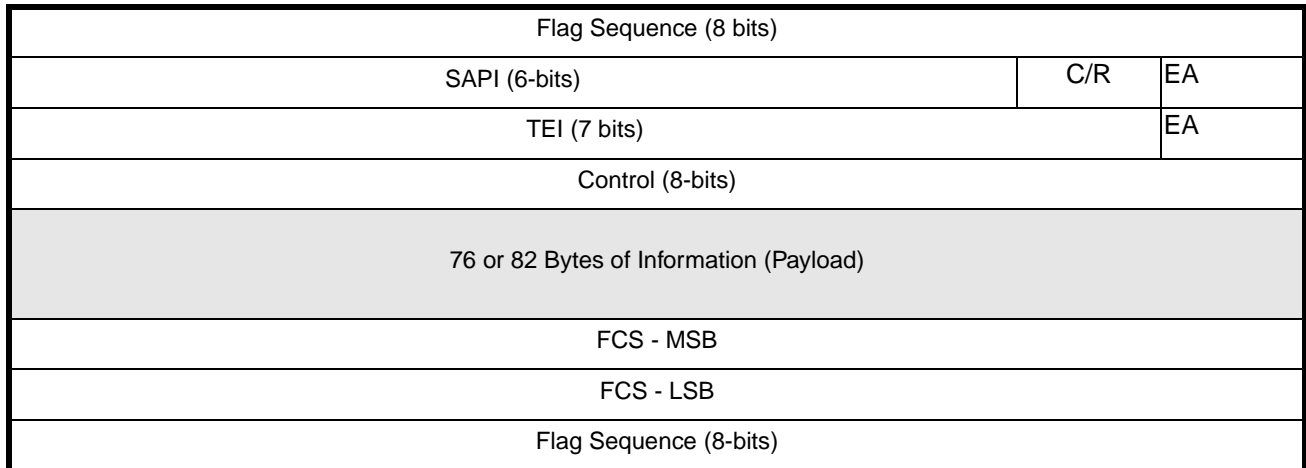 Flag Sequence (8 bits)
SAPI (6-bits) C/R EA
TEI (7 bits) EA
Control (8-bits)
76 or 82 Bytes of Information (Payload)
FCS - MSB
FCS - LSB
Flag Sequence (8-bits)